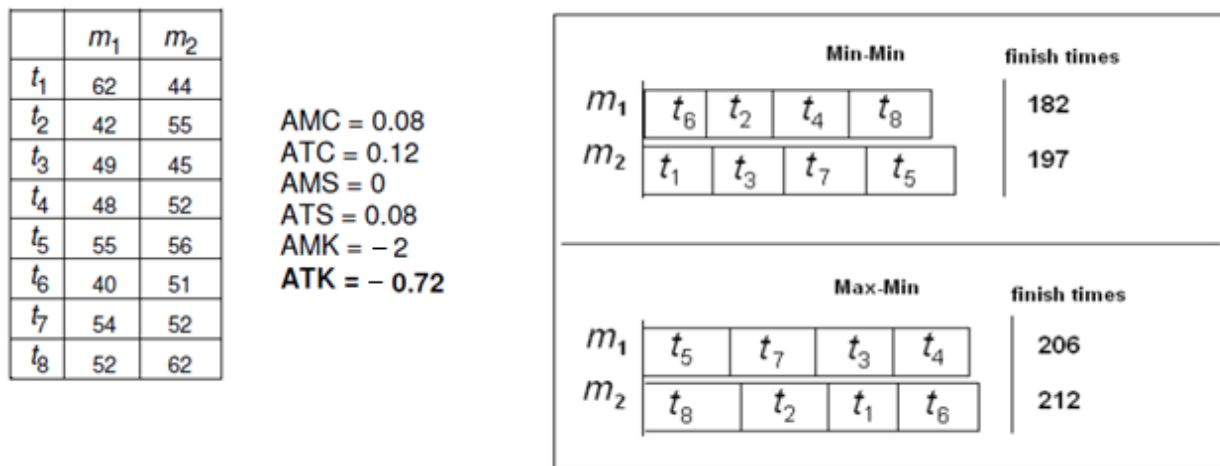 m1 m2
t1 62 44
t2 42 55
t3 49 45
t4 48 52
t5 55 56
t6 40 51
t7 54 52
t8 52 62
AMC = 0.08
ATC = 0.12
AMS = 0
ATS = 0.08
AMK = – 2
ATK = – 0.72
Min-Min finish times
m1 t6 t2 t4 t8 182
m2 t1 t3 t7 t5 197
Max-Min finish times
m1 t5 t7 t3 t4 206
m2 t8 t2 t1 t6 212